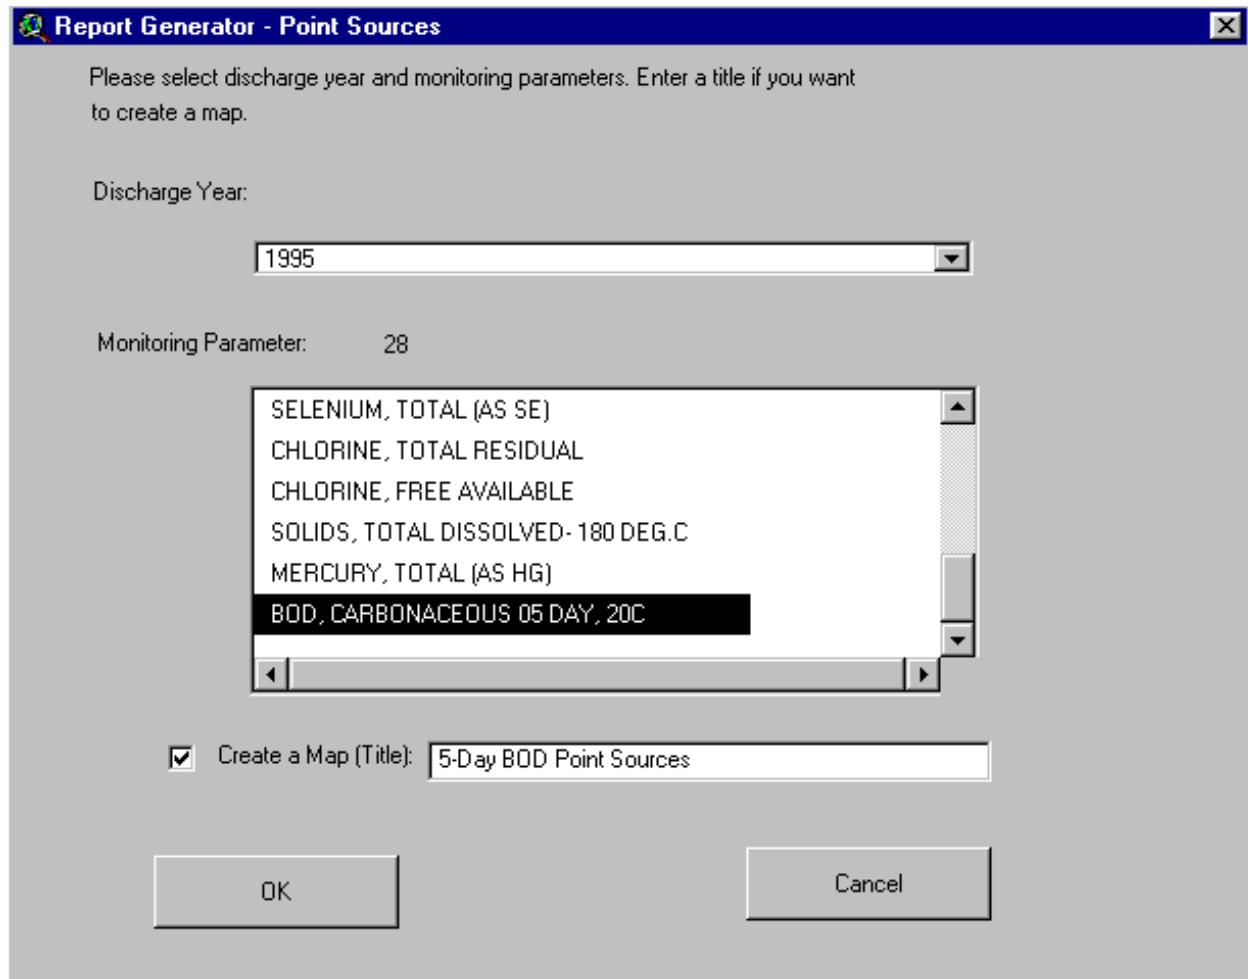 Report Generator - Point Sources
Please select discharge year and monitoring parameters. Enter a title if you want
to create a map.
Discharge Year:
1995
Monitoring Parameter: 28
SELENIUM, TOTAL (AS SE)
CHLORINE, TOTAL RESIDUAL
CHLORINE, FREE AVAILABLE
SOLIDS, TOTAL DISSOLVED- 180 DEG.C
MERCURY, TOTAL (AS HG)
BOD, CARBONACEOUS 05 DAY, 20C
Create a Map (Title): 5-Day BOD Point Sources
OK Cancel